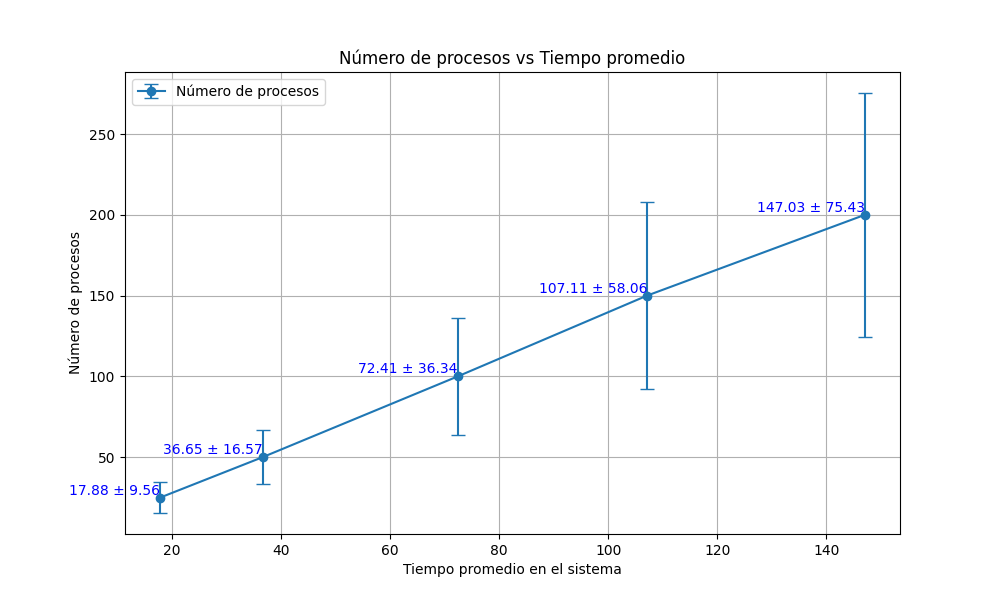 Número de procesos vs Tiempo promedio
Número de procesos
250
200
150
100
50
Número de procesos
147.03 ± 75.43
107.11 ± 58.06
72.41 ± 36.34
36.65 ± 16.57
17.88 ± 9.56
20 40 60 80 100 120 140
Tiempo promedio en el sistema